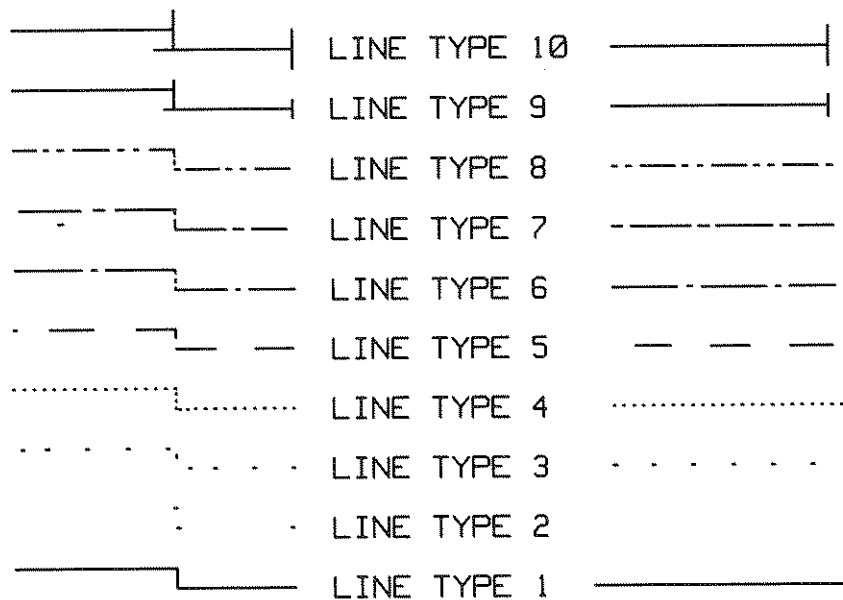 LINE TYPE 10
LINE TYPE 9
LINE TYPE 8
LINE TYPE 7
LINE TYPE 6
LINE TYPE 5
LINE TYPE 4
LINE TYPE 3
LINE TYPE 2
LINE TYPE 1